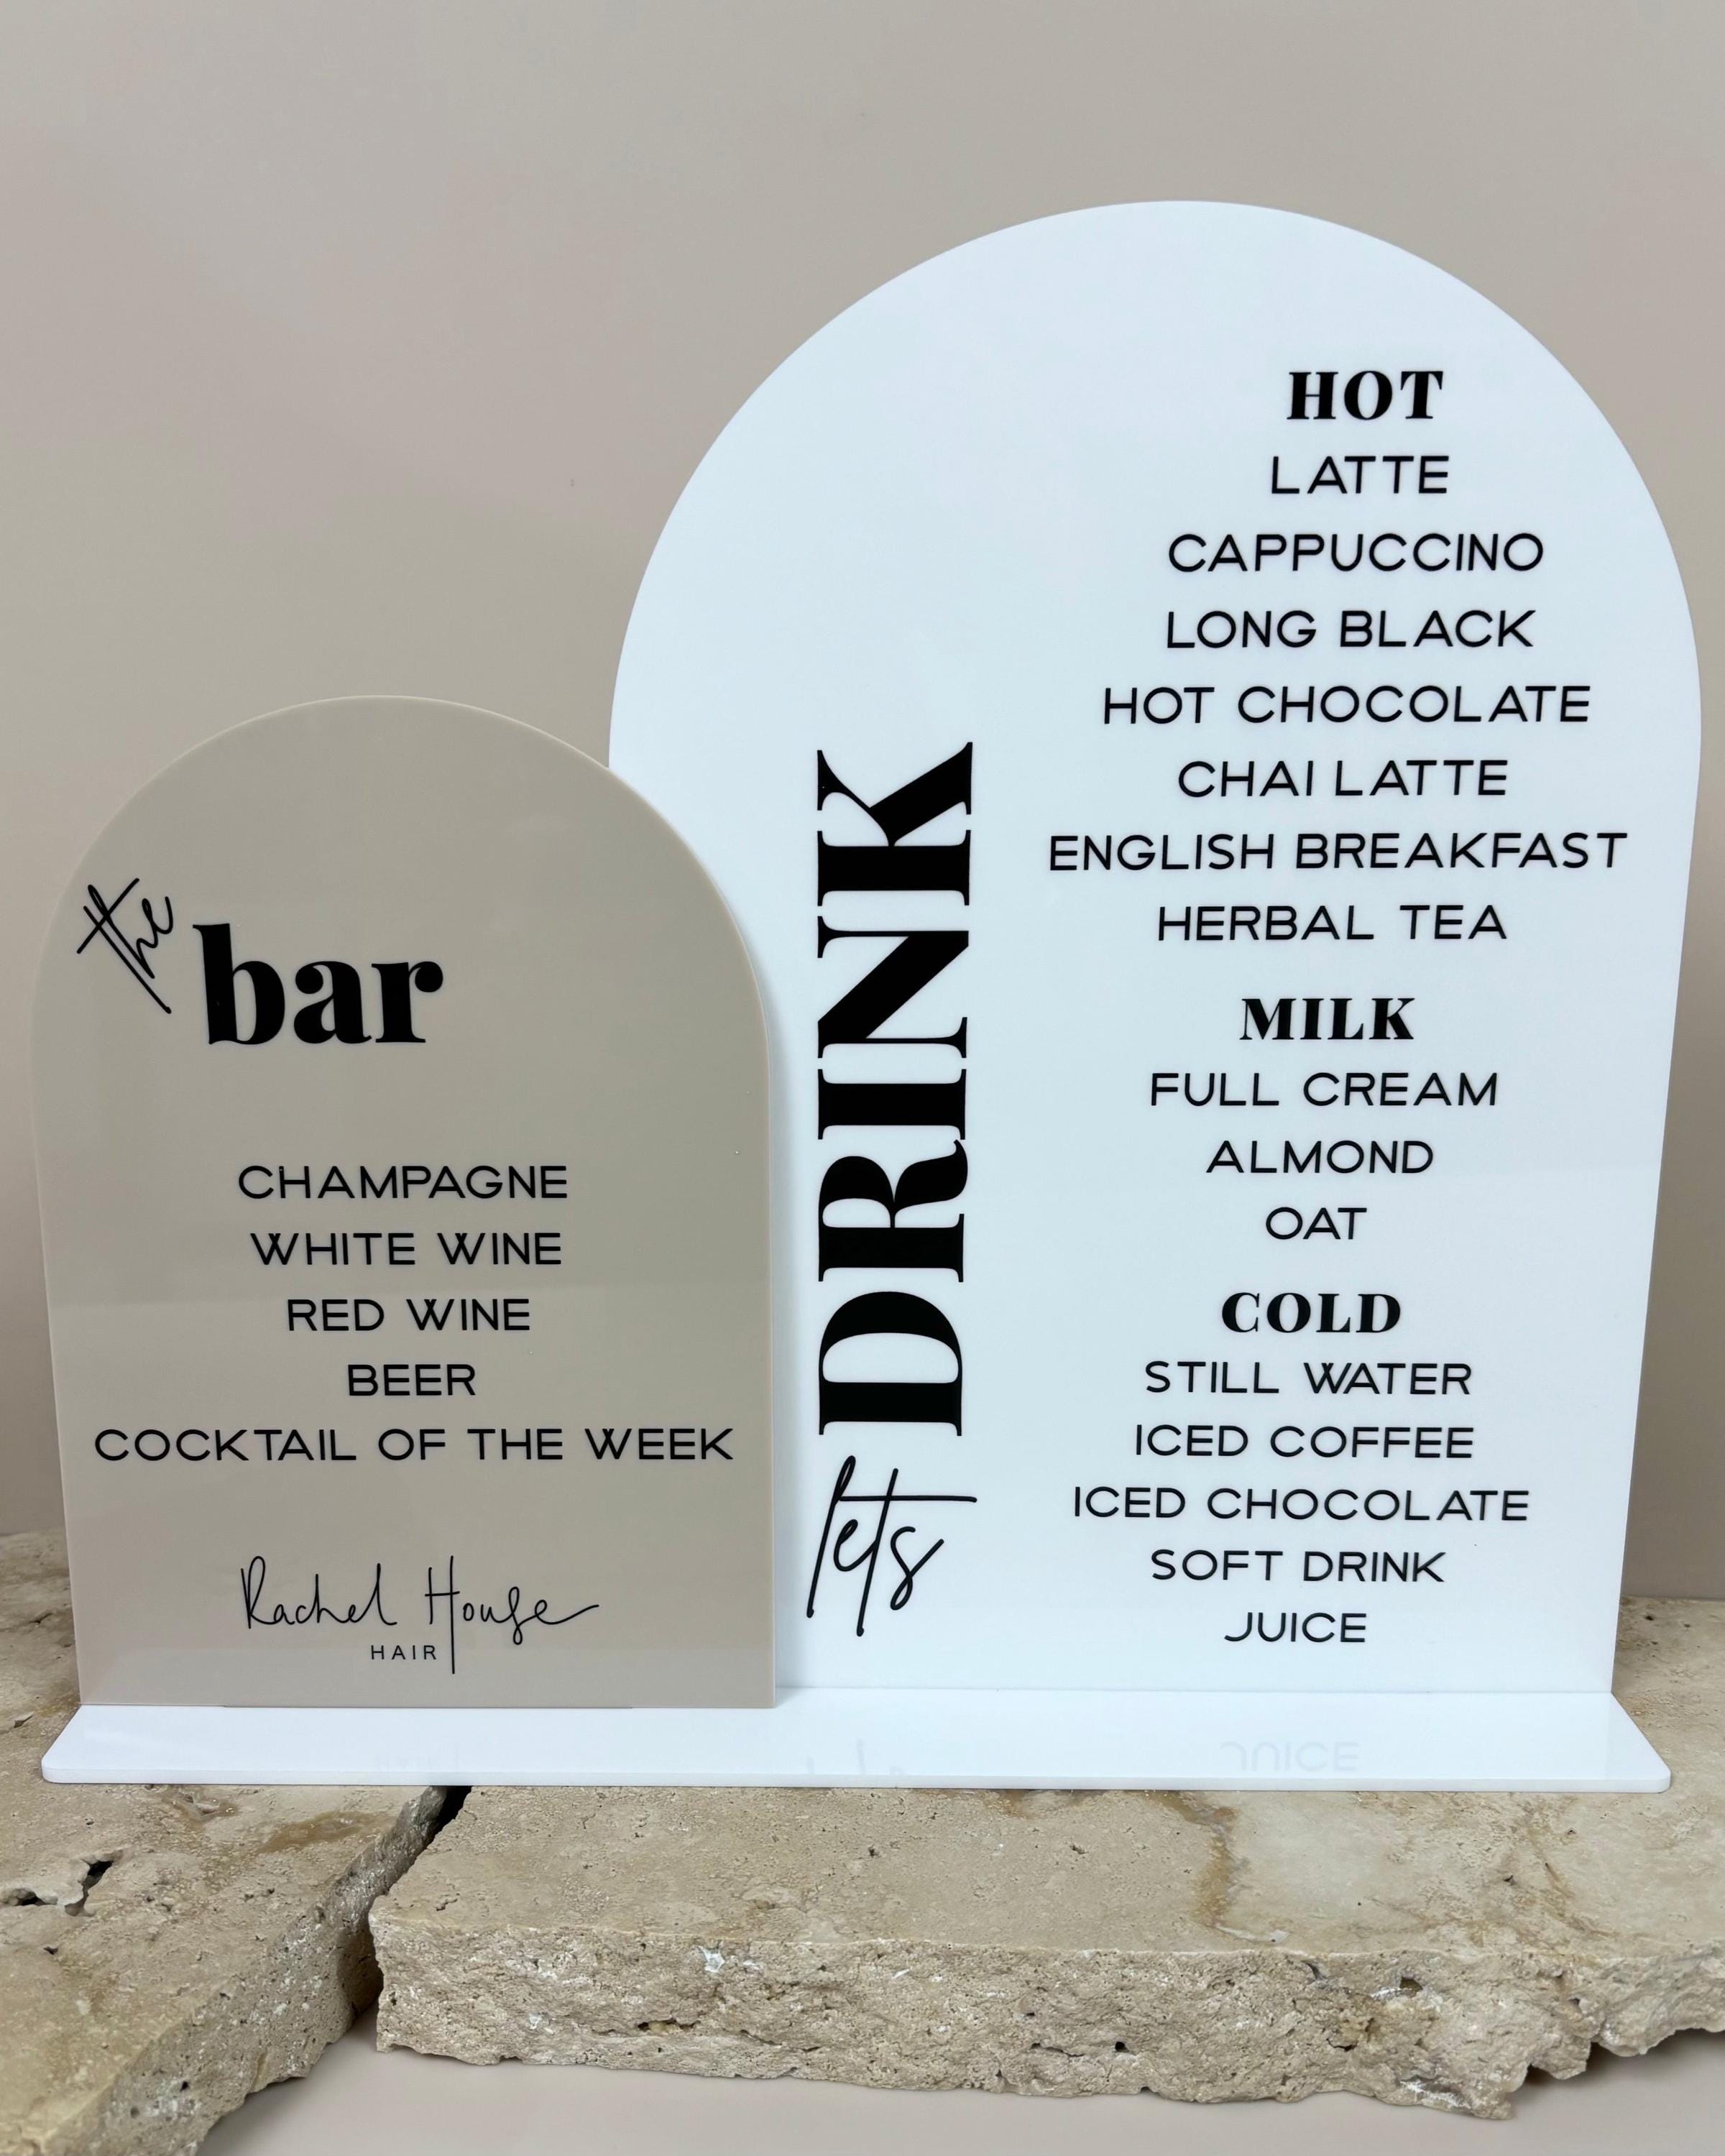 the
bar
CHAMPAGNE
WHITE WINE
RED WINE
BEER
COCKTAIL OF THE WEEK
Rachel House
HAIR
lets DRINK
HOT
LATTE
CAPPUCCINO
LONG BLACK
HOT CHOCOLATE
CHAI LATTE
ENGLISH BREAKFAST
HERBAL TEA
MILK
FULL CREAM
ALMOND
OAT
COLD
STILL WATER
ICED COFFEE
ICED CHOCOLATE
SOFT DRINK
JUICE